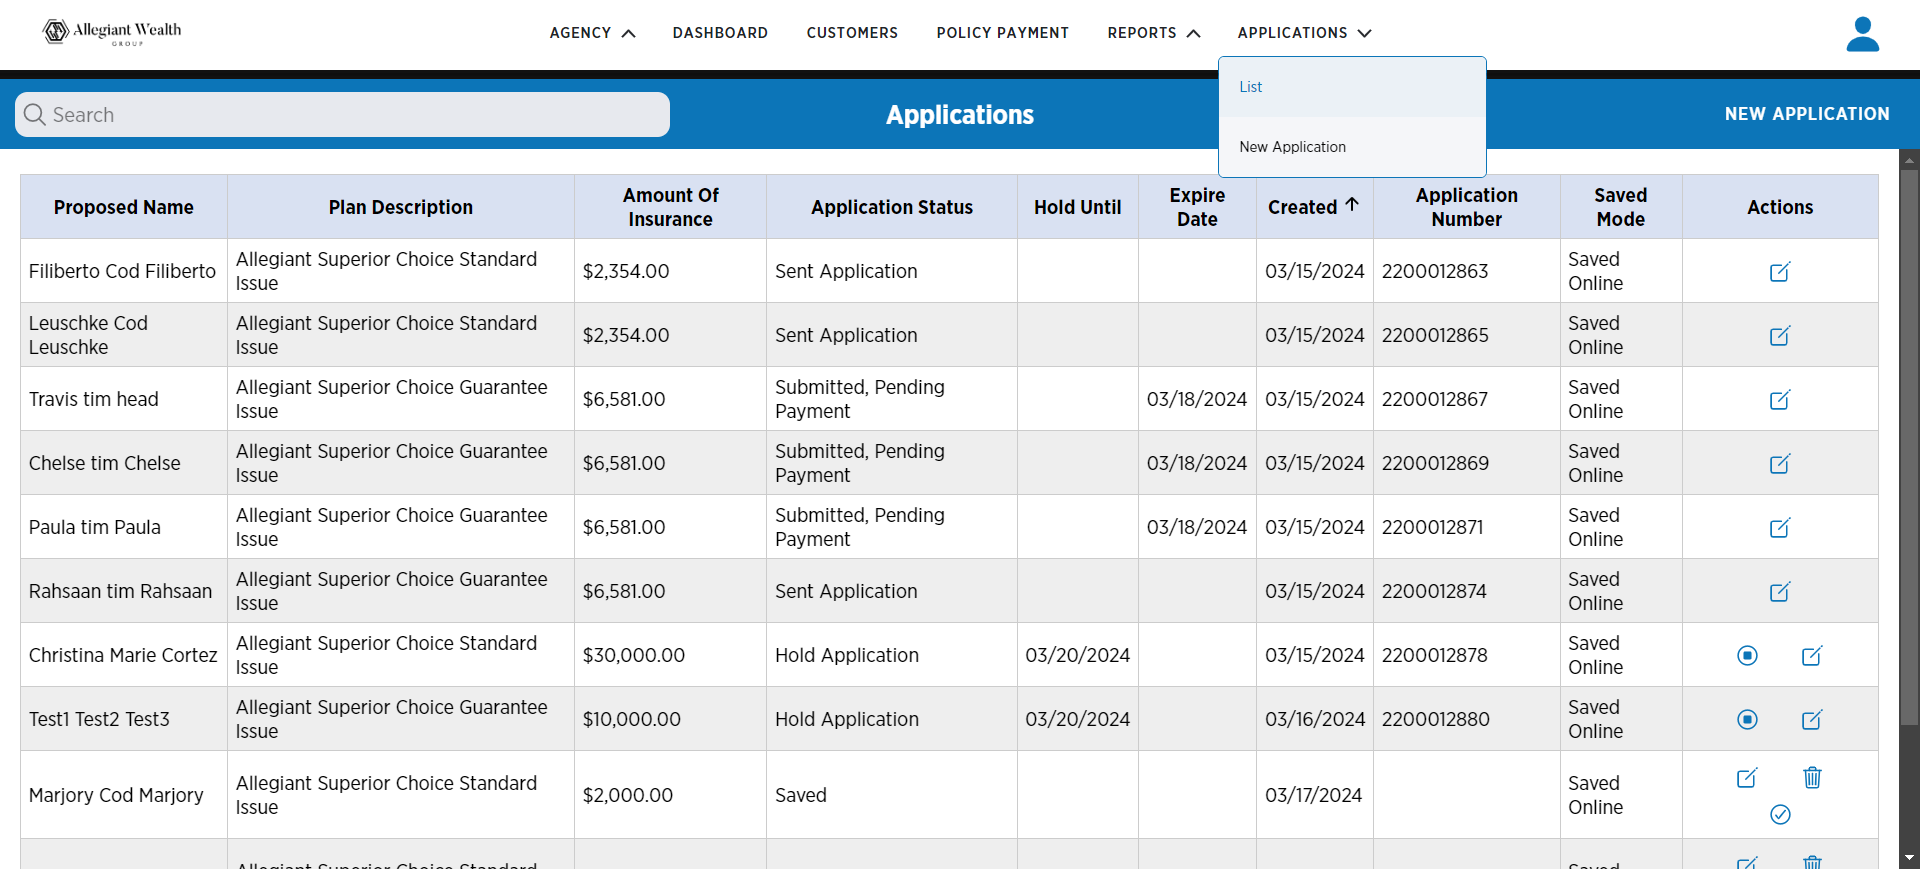 Allegiant Wealth
GROUP
AGENCY
DASHBOARD
CUSTOMERS
POLICY PAYMENT
REPORTS
APPLICATIONS
List
New Application
Search
Applications
NEW APPLICATION
Proposed Name
Plan Description
Amount Of
Insurance
Application Status
Hold Until
Expire
Date
Created
Application
Number
Saved
Mode
Actions
Filiberto Cod Filiberto
Allegiant Superior Choice Standard
Issue
$2,354.00
Sent Application
03/15/2024
2200012863
Saved
Online
Leuschke Cod
Leuschke
Allegiant Superior Choice Standard
Issue
$2,354.00
Sent Application
03/15/2024
2200012865
Saved
Online
Travis tim head
Allegiant Superior Choice Guarantee
Issue
$6,581.00
Submitted, Pending
Payment
03/18/2024
03/15/2024
2200012867
Saved
Online
Chelse tim Chelse
Allegiant Superior Choice Guarantee
Issue
$6,581.00
Submitted, Pending
Payment
03/18/2024
03/15/2024
2200012869
Saved
Online
Paula tim Paula
Allegiant Superior Choice Guarantee
Issue
$6,581.00
Submitted, Pending
Payment
03/18/2024
03/15/2024
2200012871
Saved
Online
Rahsaan tim Rahsaan
Allegiant Superior Choice Guarantee
Issue
$6,581.00
Sent Application
03/15/2024
2200012874
Saved
Online
Christina Marie Cortez
Allegiant Superior Choice Standard
Issue
$30,000.00
Hold Application
03/20/2024
03/15/2024
2200012878
Saved
Online
Test1 Test2 Test3
Allegiant Superior Choice Guarantee
Issue
$10,000.00
Hold Application
03/20/2024
03/16/2024
2200012880
Saved
Online
Marjory Cod Marjory
Allegiant Superior Choice Standard
Issue
$2,000.00
Saved
03/17/2024
Saved
Online
Allegiant Superior Choice Standard
Saved